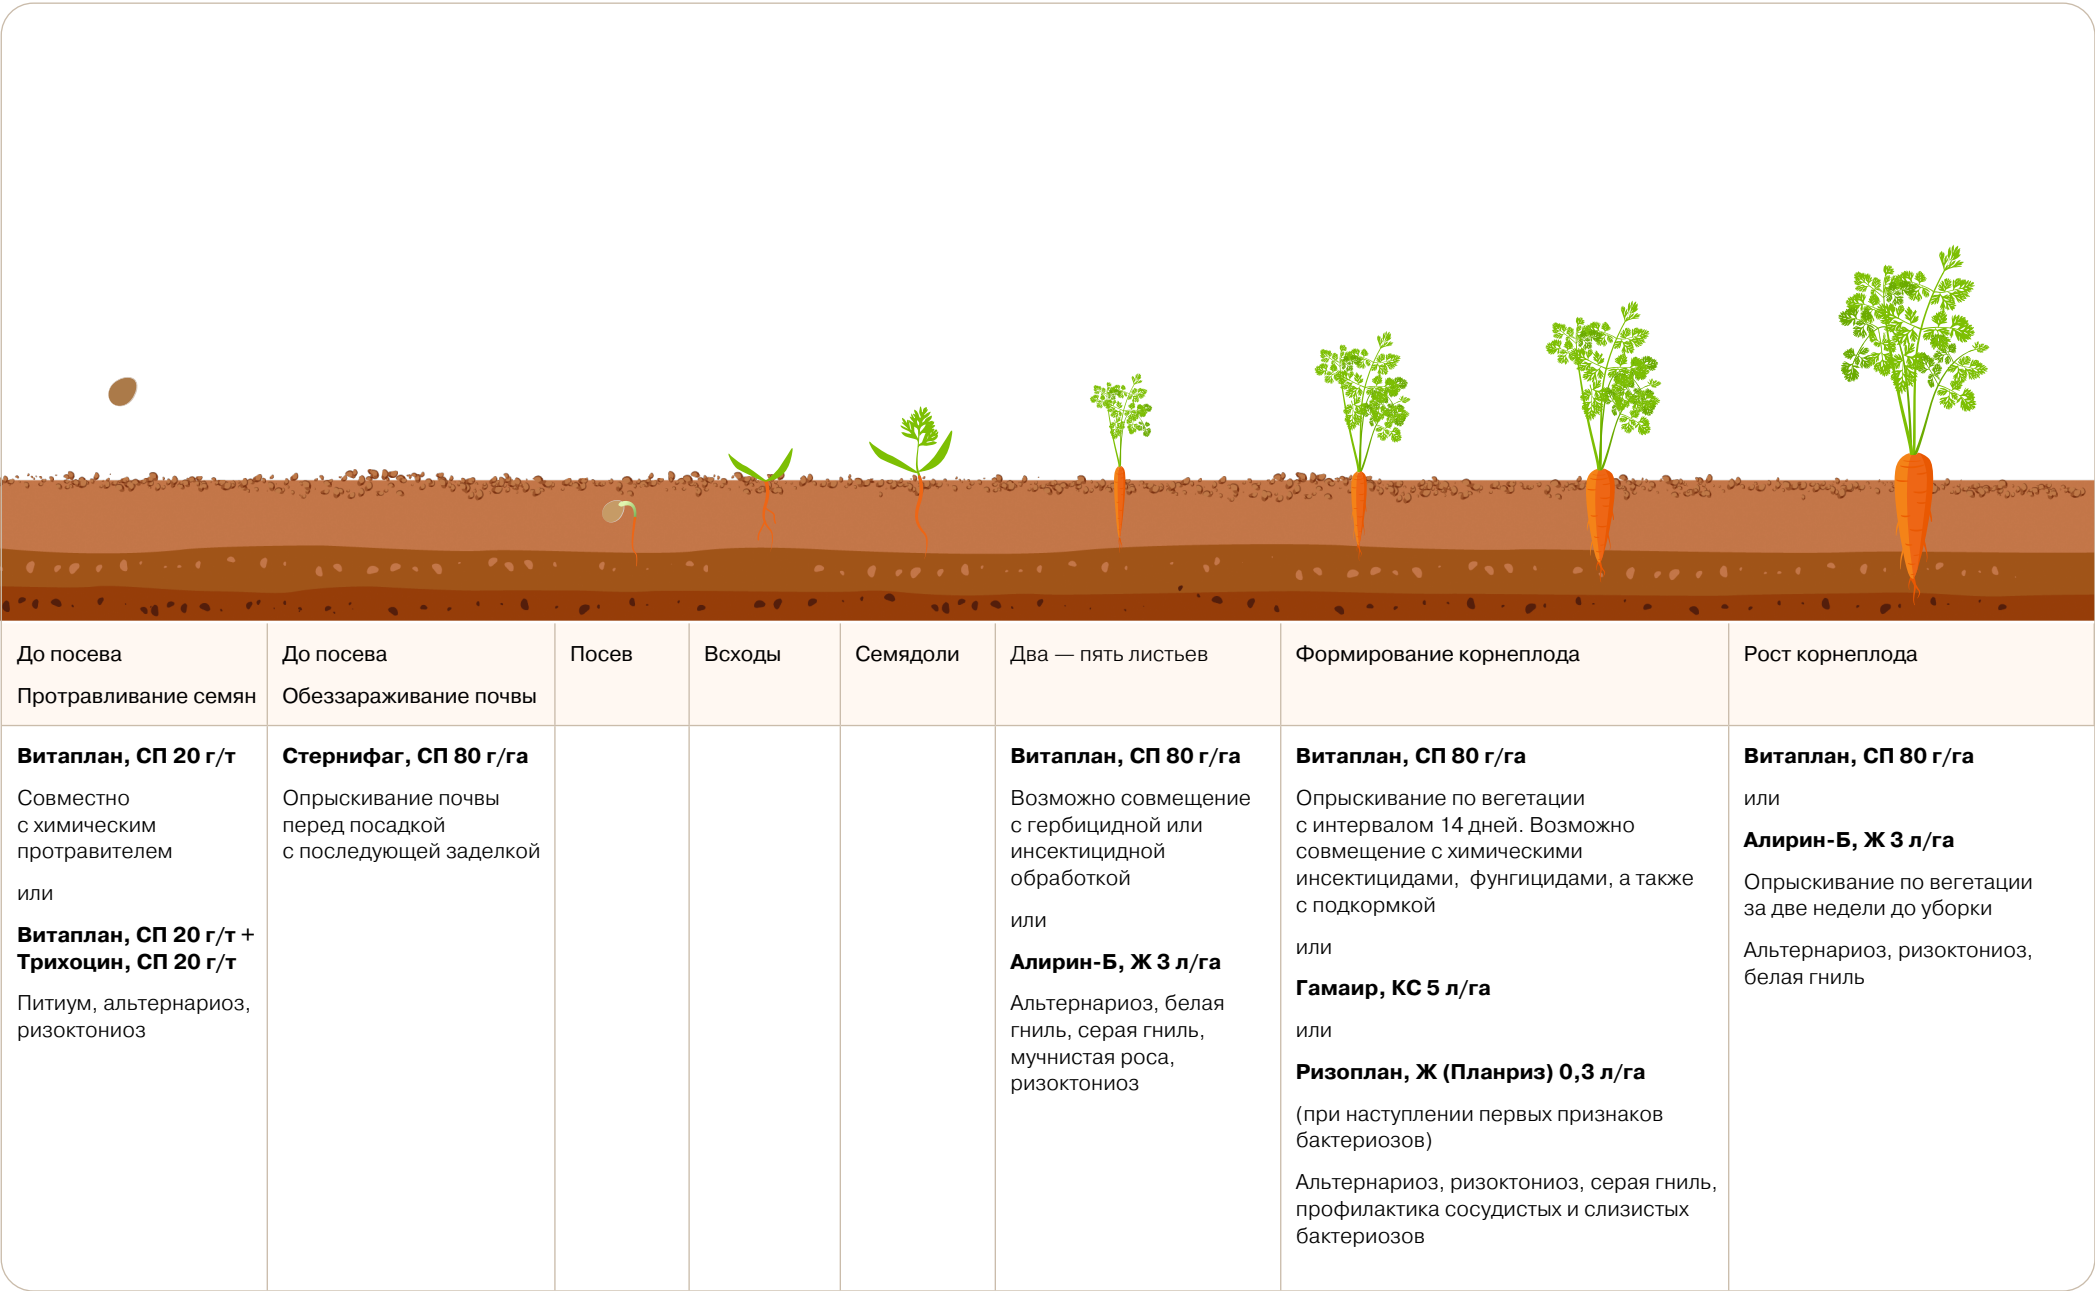 До посева
Протравливание семян
До посева
Обеззараживание почвы
Посев
Всходы
Семядоли
Два — пять листьев
Формирование корнеплода
Рост корнеплода
Витаплан, СП 20 г/т
Совместно
с химическим
протравителем
или
Витаплан, СП 20 г/т +
Трихоцин, СП 20 г/т
Питиум, альтернариоз,
ризоктониоз
Стернифаг, СП 80 г/га
Опрыскивание почвы
перед посадкой
с последующей заделкой
Витаплан, СП 80 г/га
Возможно совмещение
с гербицидной или
инсектицидной
обработкой
или
Алирин-Б, Ж 3 л/га
Альтернариоз, белая
гниль, серая гниль,
мучнистая роса,
ризоктониоз
Витаплан, СП 80 г/га
Опрыскивание по вегетации
с интервалом 14 дней. Возможно
совмещение с химическими
инсектицидами, фунгицидами, а также
с подкормкой
или
Гамаир, КС 5 л/га
или
Ризоплан, Ж (Планриз) 0,3 л/га
(при наступлении первых признаков
бактериозов)
Альтернариоз, ризоктониоз, серая гниль,
профилактика сосудистых и слизистых
бактериозов
Витаплан, СП 80 г/га
или
Алирин-Б, Ж 3 л/га
Опрыскивание по вегетации
за две недели до уборки
Альтернариоз, ризоктониоз,
белая гниль